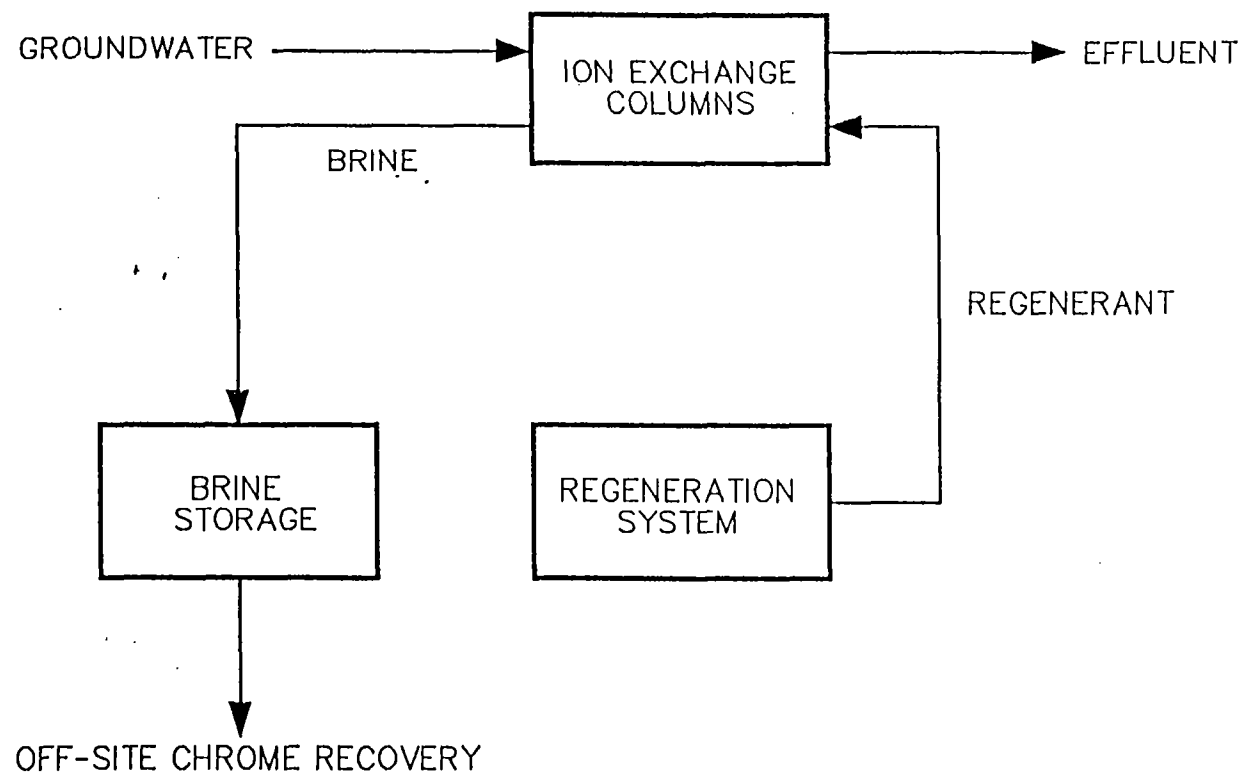 GROUNDWATER
ION EXCHANGE
COLUMNS
EFFLUENT
BRINE
REGENERANT
BRINE
STORAGE
REGENERATION
SYSTEM
OFF-SITE CHROME RECOVERY